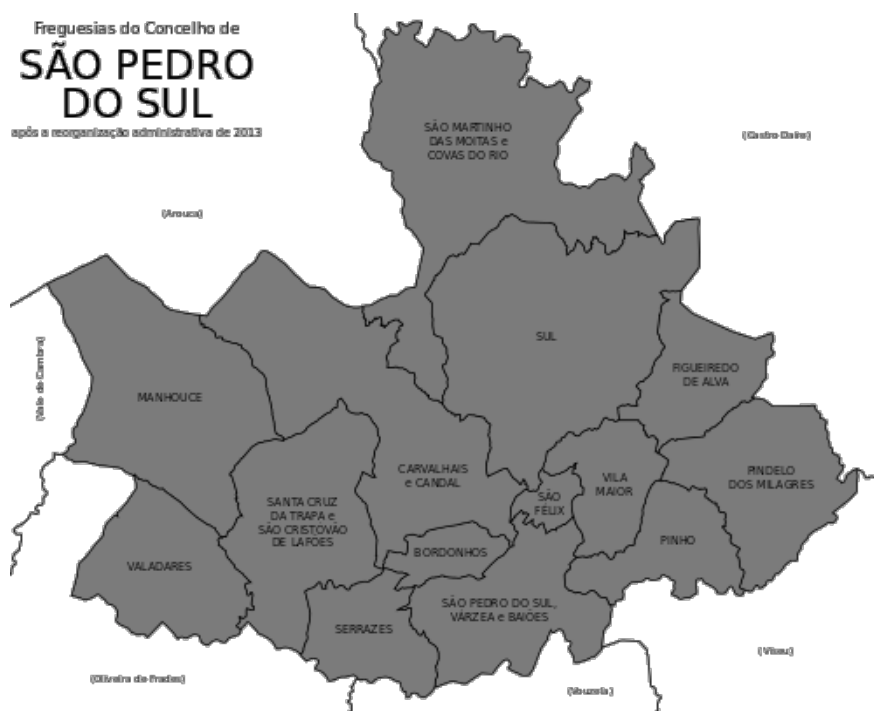 Freguesias do Concelho de
SÃO PEDRO
DO SUL
após a reorganização administrativa de 2013
SÃO MARTINHO
DAS MOITAS e
COVAS DO RIO
(Castro Daire)
(Arouca)
(Vale de Cambra)
SUL
FIGUEIREDO
DE ALVA
MANHOUCE
CARVALHAIS
e CANDAL
VILA
MAIOR
PINDELO
DOS MILAGRES
SÃO
FÉLIX
SANTA CRUZ
DA TRAPA e
SÃO CRISTÓVÃO
DE LAFÕES
BORDONHOS
PINHO
VALADARES
SÃO PEDRO DO SUL,
VÁRZEA e BAIÕES
SERRAZES
(Viseu)
(Oliveira de Frades)
(Vouzela)